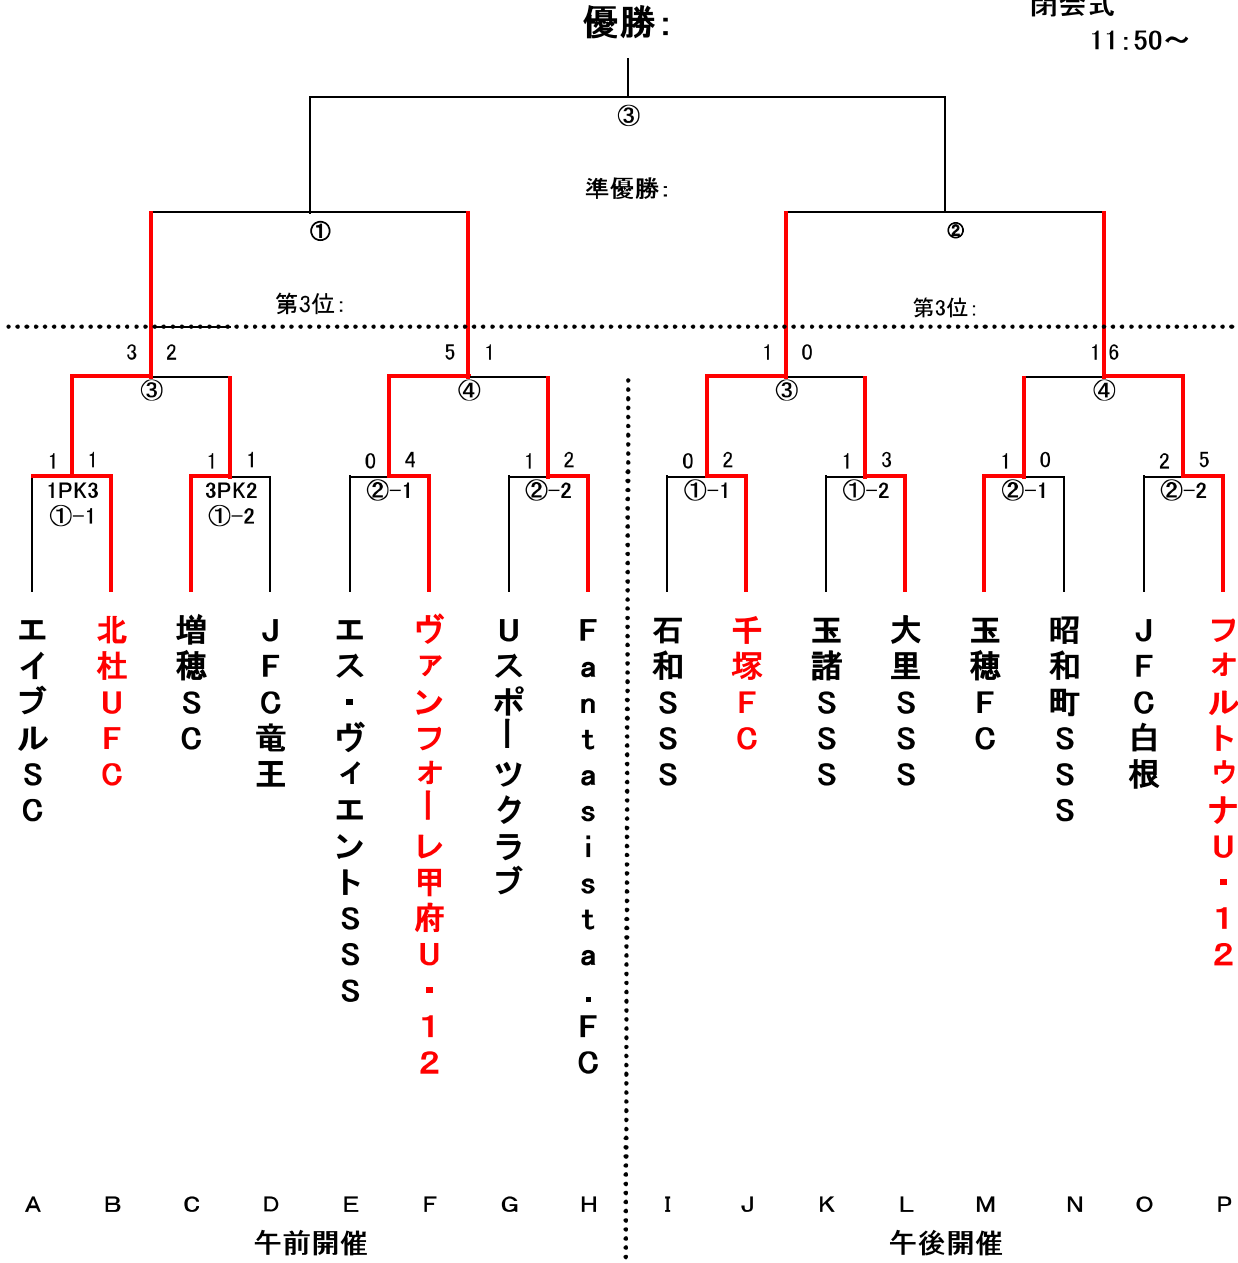 閉会式
優勝:
11:50～
③
準優勝:
①
②
第3位:
第3位:
3 2
5 1
1 0
1 6
③
④
③
④
1 1
1 1
0 4
1 2
0 2
1 3
1 0
2 5
1PK3
3PK2
②-1
②-2
①-1
①-2
②-1
②-2
①-1
①-2
エイブルSC
北杜UFC
増穂SC
JFC竜王
エス・ヴィエントSSS
ヴァンフォーレ甲府U-12
Uスポーツクラブ
Fantasista.FC
石和SSS
千塚FC
玉諸SSS
大里SSS
玉穂FC
昭和町SSS
JFC白根
フォルトゥナU-12
A B C D E F G H I J K L M N O P
午前開催
午後開催